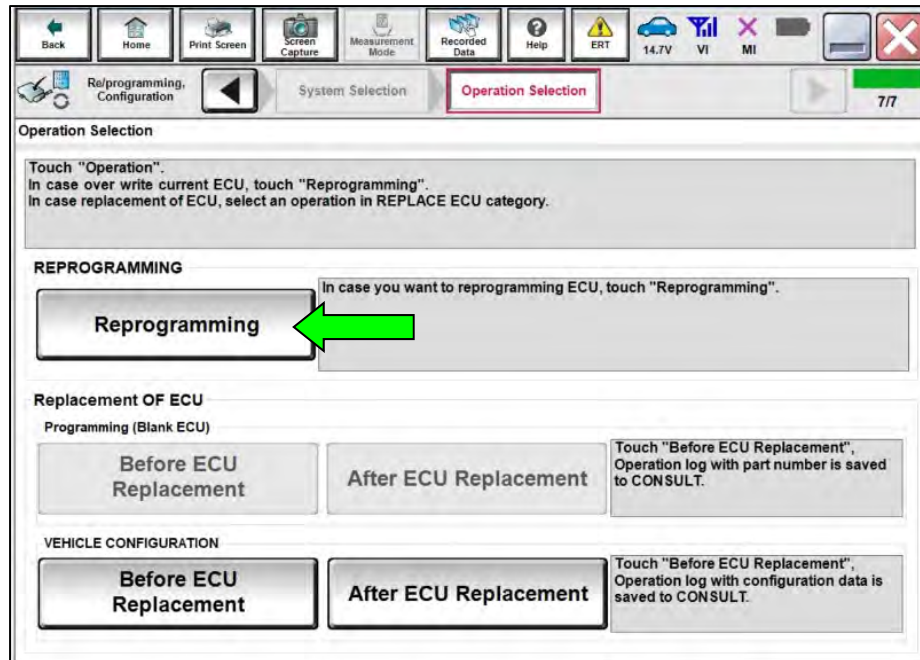 Back
Home
Print Screen
Screen
Capture
Measurement
Mode
Recorded
Data
Help
ERT
14.7V
VI
MI
Re/programming,
Configuration
System Selection
Operation Selection
7/7
Operation Selection
Touch "Operation".
In case over write current ECU, touch "Reprogramming".
In case replacement of ECU, select an operation in REPLACE ECU category.
REPROGRAMMING
Reprogramming
In case you want to reprogramming ECU, touch "Reprogramming".
Replacement OF ECU
Programming (Blank ECU)
Before ECU
Replacement
After ECU Replacement
Touch "Before ECU Replacement",
Operation log with part number is saved
to CONSULT.
VEHICLE CONFIGURATION
Before ECU
Replacement
After ECU Replacement
Touch "Before ECU Replacement",
Operation log with configuration data is
saved to CONSULT.